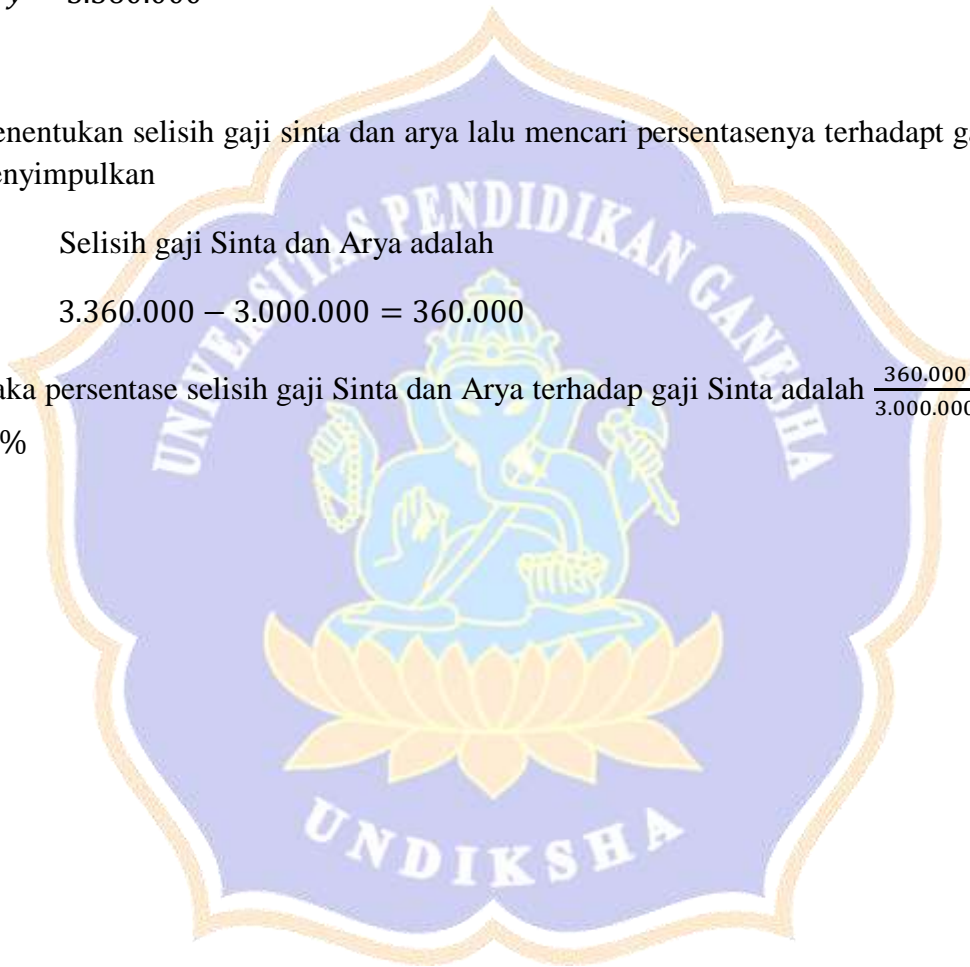 enentukan selisih gaji sinta dan arya lalu mencari persentasenya terhadapt ga
enyimpulkan
Selisih gaji Sinta dan Arya adalah
3.360.000 − 3.000.000 = 360.000
aka persentase selisih gaji Sinta dan Arya terhadap gaji Sinta adalah 360.000/3.000.000
%
UNIVERSITAS PENDIDIKAN GANESHA
UNDIKSHA